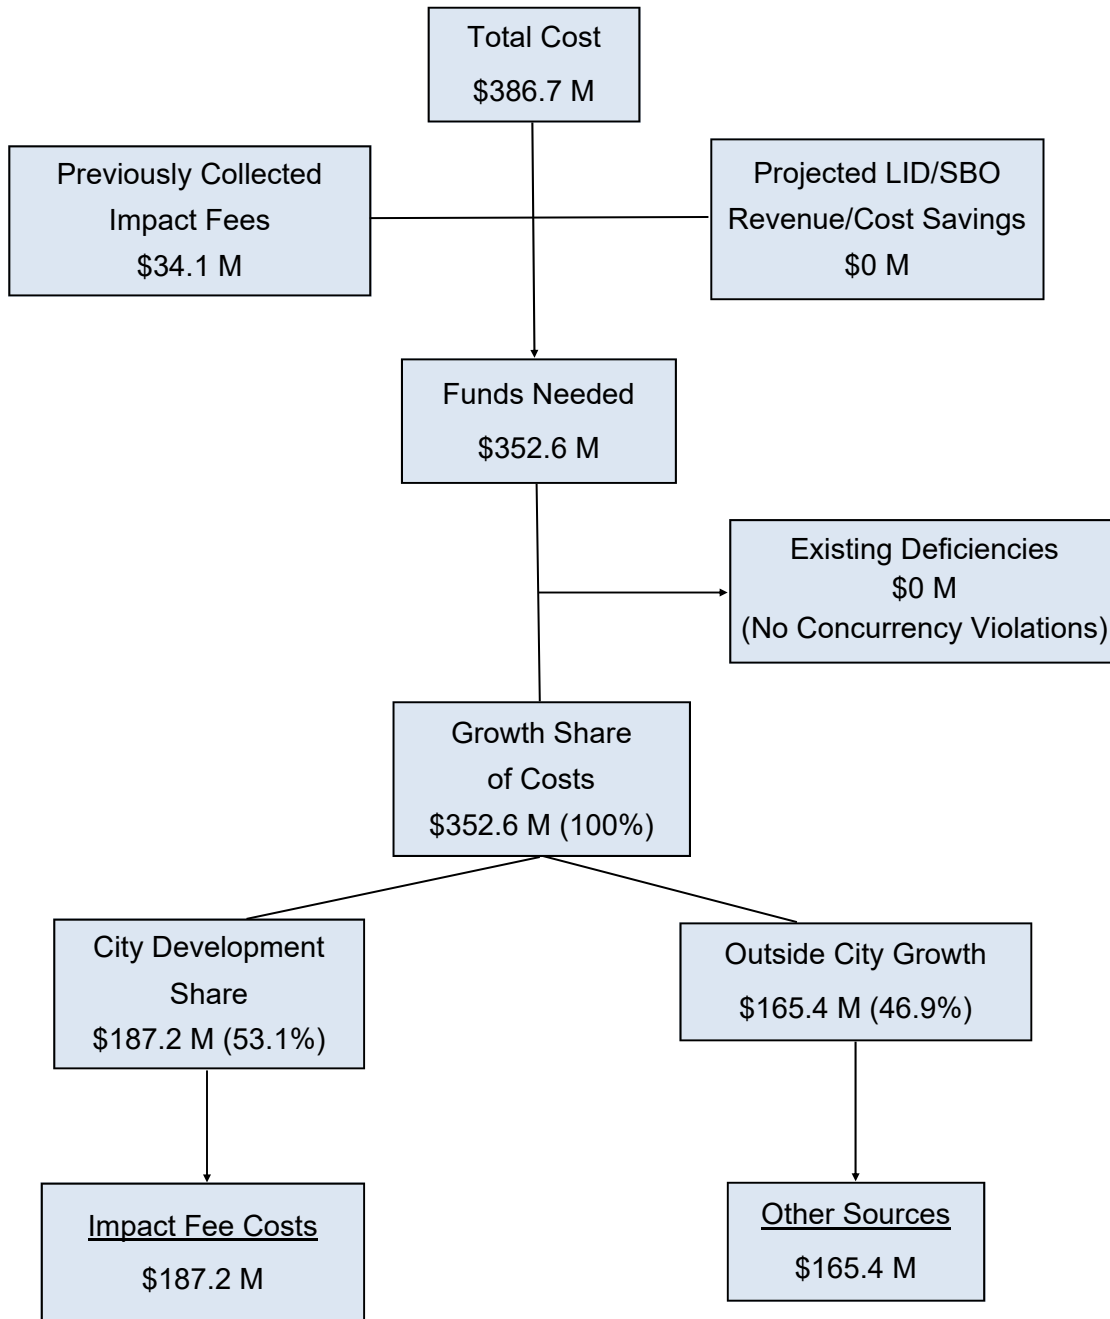 Total Cost
$386.7 M
Previously Collected
Impact Fees
$34.1 M
Projected LID/SBO
Revenue/Cost Savings
$0 M
Funds Needed
$352.6 M
Existing Deficiencies
$0 M
(No Concurrency Violations)
Growth Share
of Costs
$352.6 M (100%)
City Development
Share
$187.2 M (53.1%)
Outside City Growth
$165.4 M (46.9%)
Impact Fee Costs
$187.2 M
Other Sources
$165.4 M